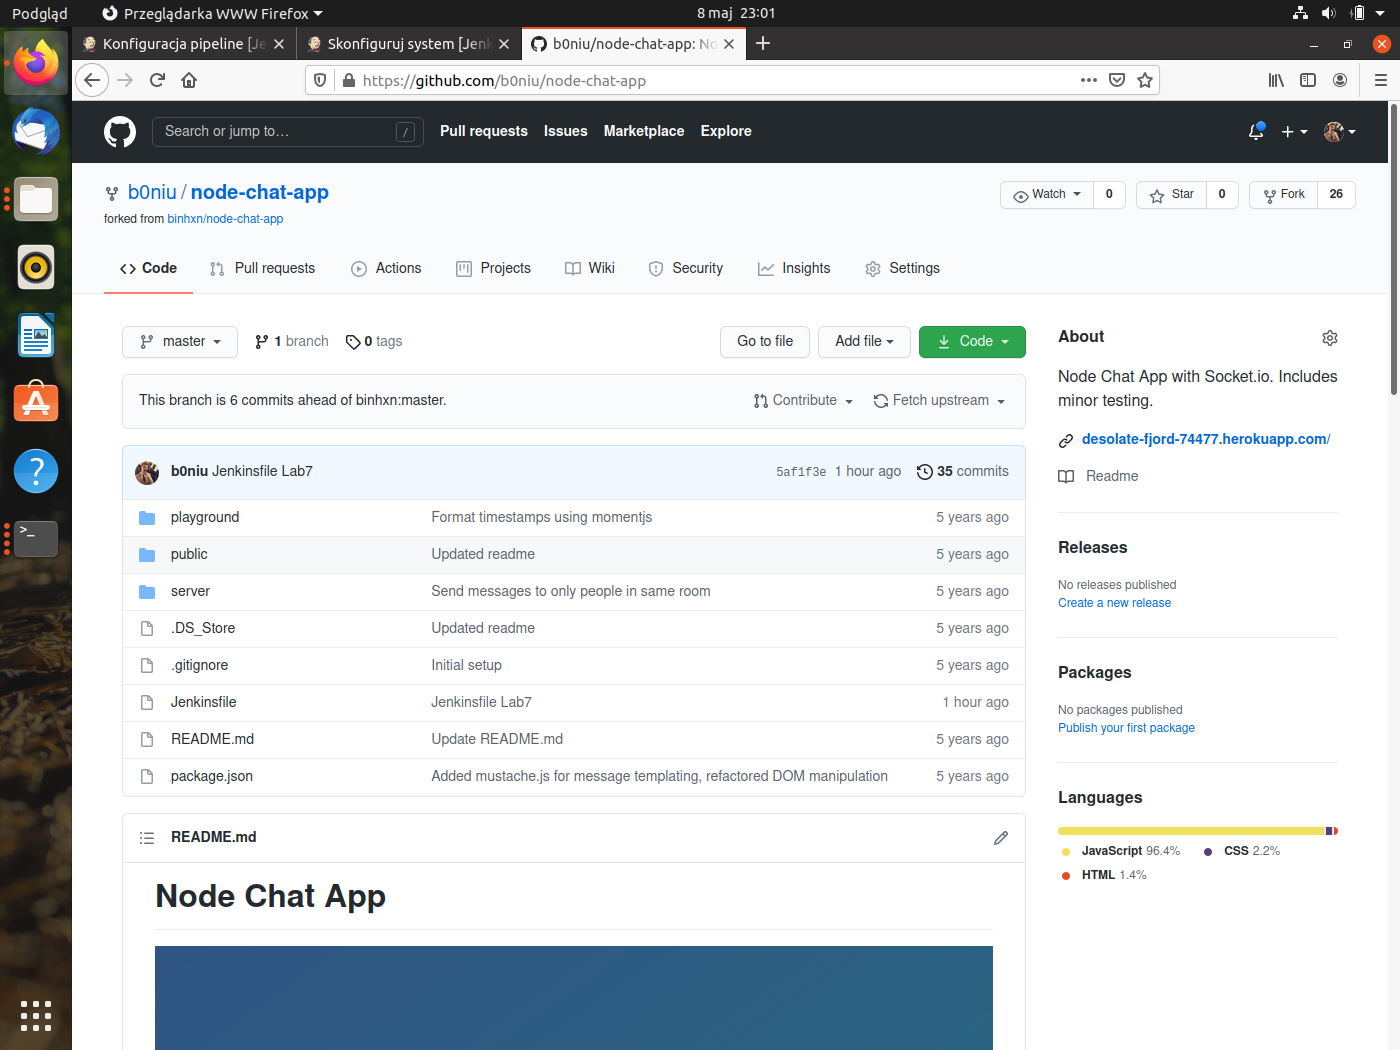 Podgląd Przeglądarka WWW Firefox 8 maj 23:01
Konfiguracja pipeline [Je Skonfiguruj system [Jenk b0niu/node-chat-app: No
https://github.com/b0niu/node-chat-app
Search or jump to… / Pull requests Issues Marketplace Explore
b0niu / node-chat-app Watch 0 Star 0 Fork 26
forked from binhxn/node-chat-app
Code Pull requests Actions Projects Wiki Security Insights Settings
master 1 branch 0 tags Go to file Add file Code
This branch is 6 commits ahead of binhxn:master. Contribute Fetch upstream
b0niu Jenkinsfile Lab7 5af1f3e 1 hour ago 35 commits
playground Format timestamps using momentjs 5 years ago
public Updated readme 5 years ago
server Send messages to only people in same room 5 years ago
.DS_Store Updated readme 5 years ago
.gitignore Initial setup 5 years ago
Jenkinsfile Jenkinsfile Lab7 1 hour ago
README.md Update README.md 5 years ago
package.json Added mustache.js for message templating, refactored DOM manipulation 5 years ago
README.md
Node Chat App
About
Node Chat App with Socket.io. Includes
minor testing.
desolate-fjord-74477.herokuapp.com/
Readme
Releases
No releases published
Create a new release
Packages
No packages published
Publish your first package
Languages
JavaScript 96.4% CSS 2.2%
HTML 1.4%